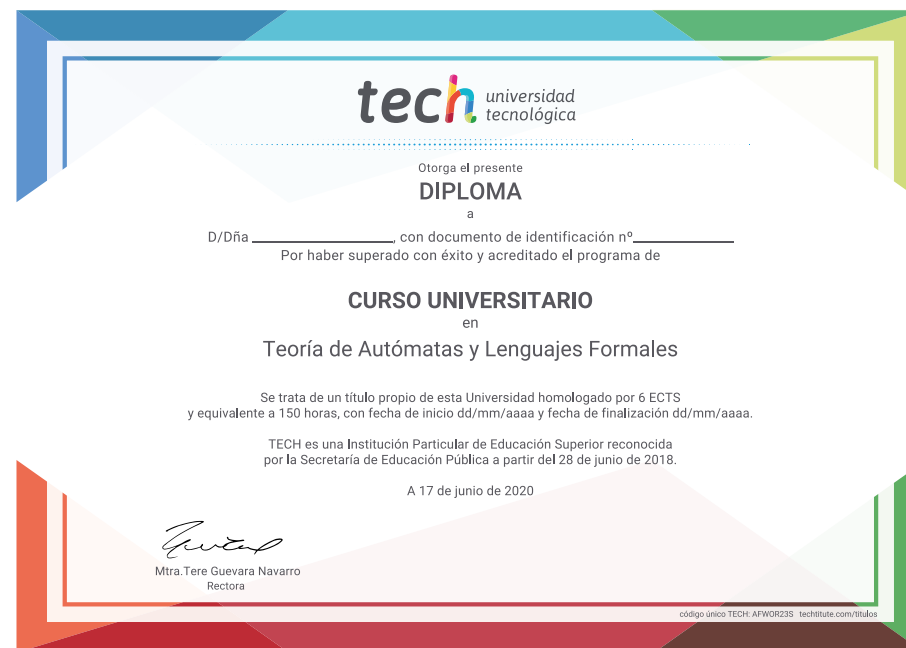 tech universidad
tecnológica
Otorga el presente
DIPLOMA
a
D/Dña ________________, con documento de identificación nº____________
Por haber superado con éxito y acreditado el programa de
CURSO UNIVERSITARIO
en
Teoría de Autómatas y Lenguajes Formales
Se trata de un título propio de esta Universidad homologado por 6 ECTS
y equivalente a 150 horas, con fecha de inicio dd/mm/aaaa y fecha de finalización dd/mm/aaaa.
TECH es una Institución Particular de Educación Superior reconocida
por la Secretaría de Educación Pública a partir del 28 de junio de 2018.
A 17 de junio de 2020
Mtra.Tere Guevara Navarro
Rectora
código único TECH: AFWOR23S techtitute.com/titulos